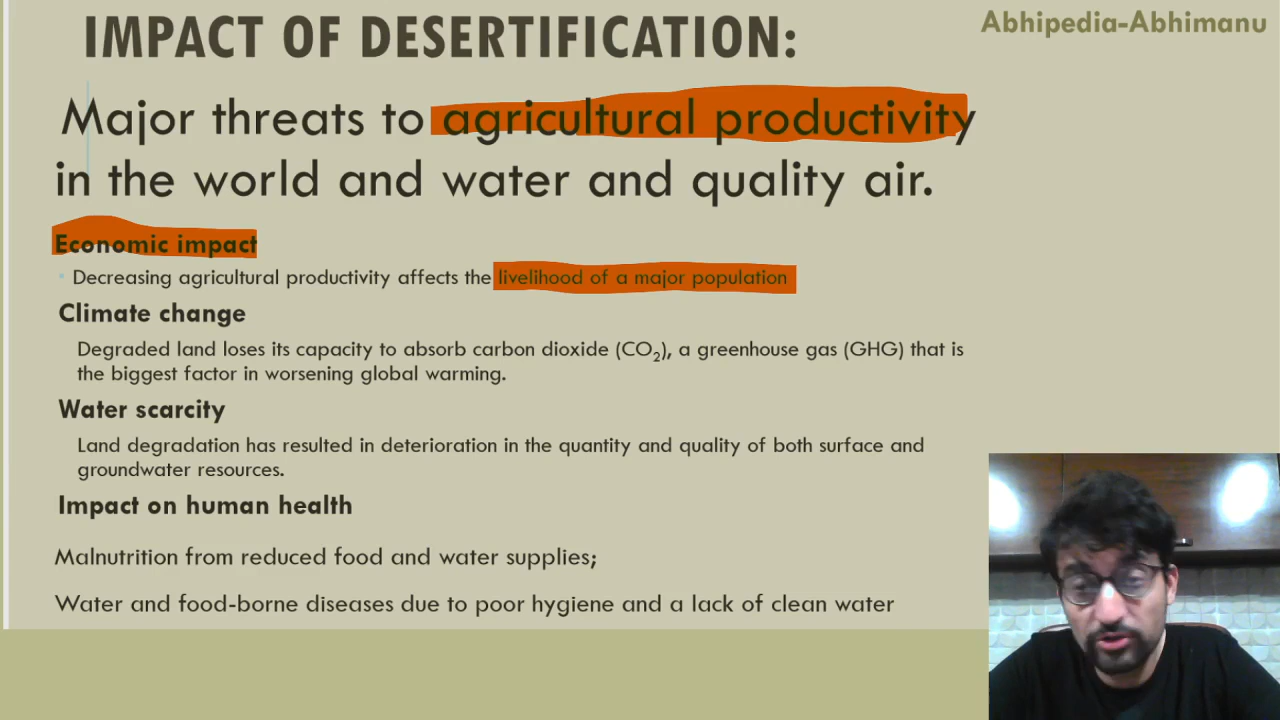 Abhipedia-Abhimanu
IMPACT OF DESERTIFICATION:
Major threats to agricultural productivity
in the world and water and quality air.
Economic impact
Decreasing agricultural productivity affects the livelihood of a major population
Climate change
Degraded land loses its capacity to absorb carbon dioxide (CO₂), a greenhouse gas (GHG) that is
the biggest factor in worsening global warming.
Water scarcity
Land degradation has resulted in deterioration in the quantity and quality of both surface and
groundwater resources.
Impact on human health
Malnutrition from reduced food and water supplies;
Water and food-borne diseases due to poor hygiene and a lack of clean water